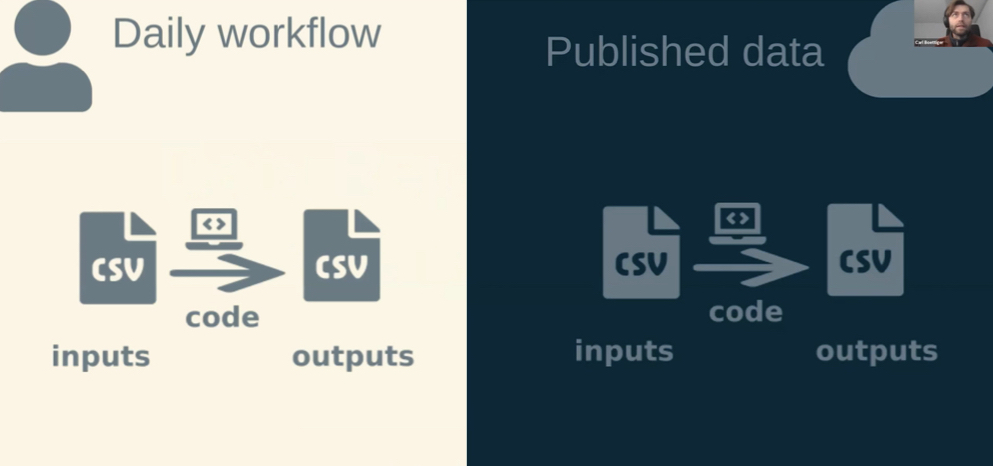 Daily workflow
CSV
CSV
code
inputs
outputs
Published data
Carl Boettiger
CSV
CSV
code
inputs
outputs